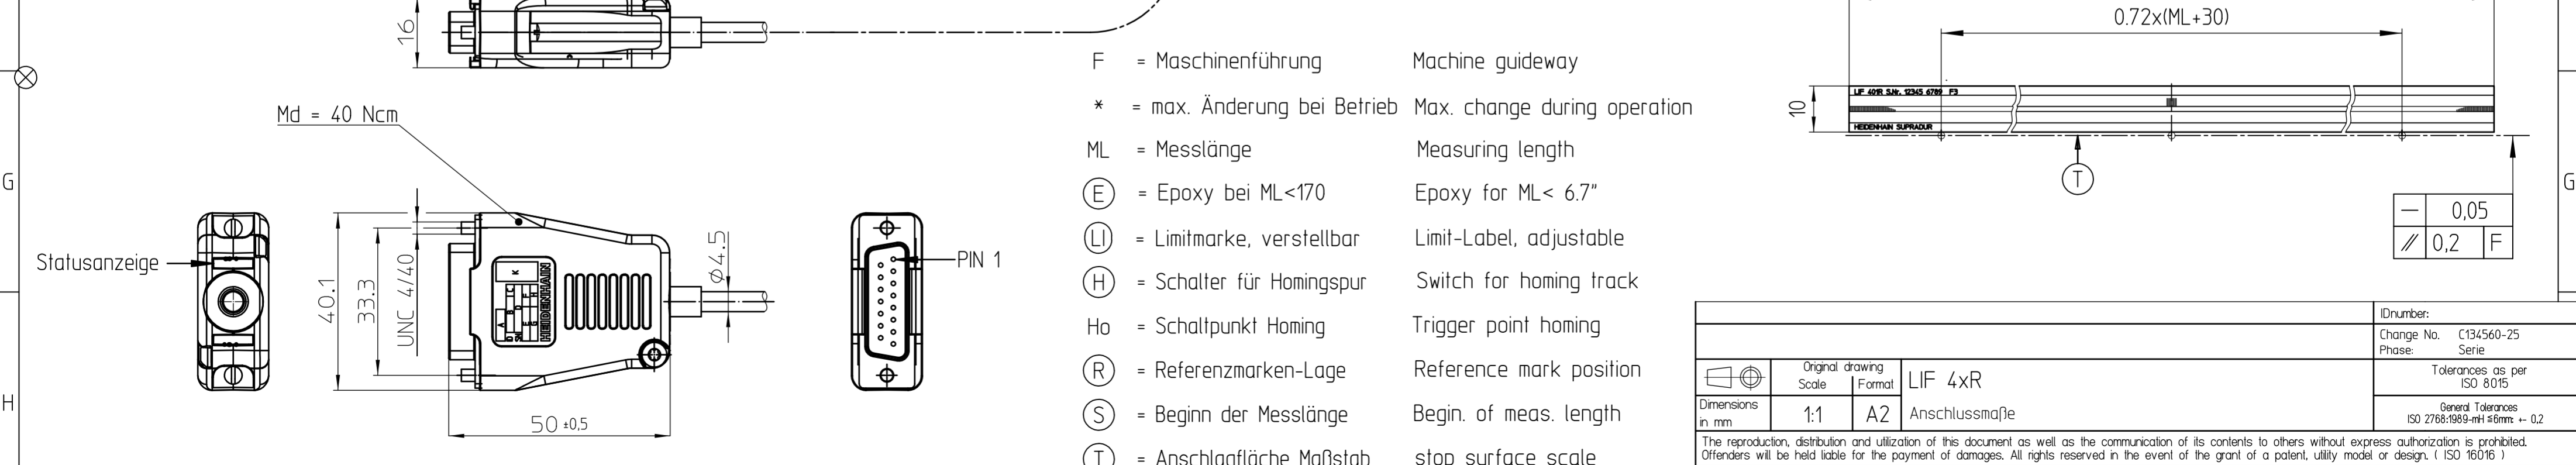 16
Md = 40 Ncm
G
H
Statusanzeige
40.1
33.3
UNC 4/40
HEIDENHAIN
K
A
B
C
D
50 ±0,5
⌀4.5
PIN 1
F = Maschinenführung Machine guideway
* = max. Änderung bei Betrieb Max. change during operation
ML = Messlänge Measuring length
E = Epoxy bei ML<170 Epoxy for ML< 6.7"
LI = Limitmarke, verstellbar Limit-Label, adjustable
H = Schalter für Homingspur Switch for homing track
Ho = Schaltpunkt Homing Trigger point homing
R = Referenzmarken-Lage Reference mark position
S = Beginn der Messlänge Begin. of meas. length
T = Anschlagfläche Maßstab stop surface scale
0.72x(ML+30)
10
LIF 401R S.Nr. 12345 6789 F3
HEIDENHAIN SUPRADUR
T
G
0,05
0,2 F
IDnumber:
Change No. C134560-25
Phase: Serie
Original drawing
Scale Format
1:1 A2
Dimensions
in mm
LIF 4xR
Anschlussmaße
Tolerances as per
ISO 8015
General Tolerances
ISO 2768:1989-mH ≤6mm: +- 0,2
The reproduction, distribution and utilization of this document as well as the communication of its contents to others without express authorization is prohibited.
Offenders will be held liable for the payment of damages. All rights reserved in the event of the grant of a patent, utility model or design. ( ISO 16016 )